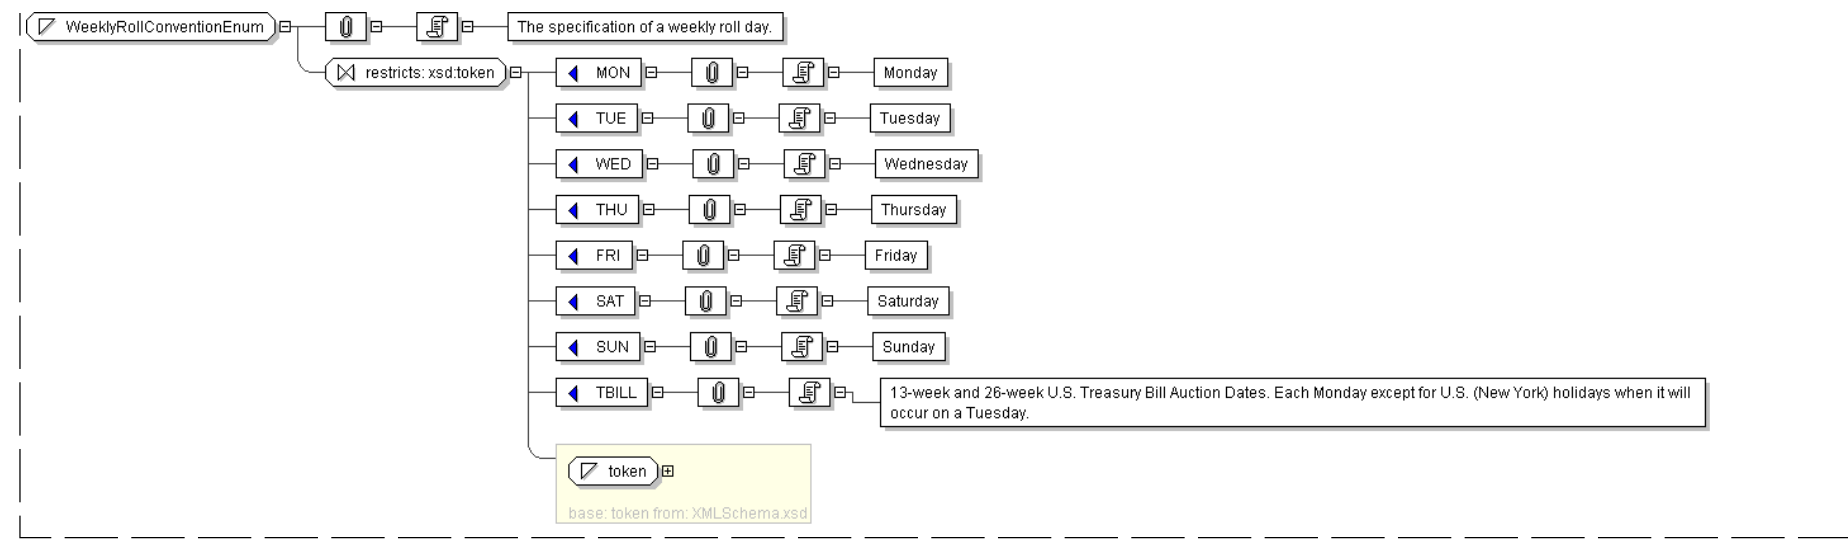 WeeklyRollConventionEnum
The specification of a weekly roll day.
restricts: xsd:token
MON
Monday
TUE
Tuesday
WED
Wednesday
THU
Thursday
FRI
Friday
SAT
Saturday
SUN
Sunday
TBILL
13-week and 26-week U.S. Treasury Bill Auction Dates. Each Monday except for U.S. (New York) holidays when it will
occur on a Tuesday.
token
base: token from: XMLSchema.xsd